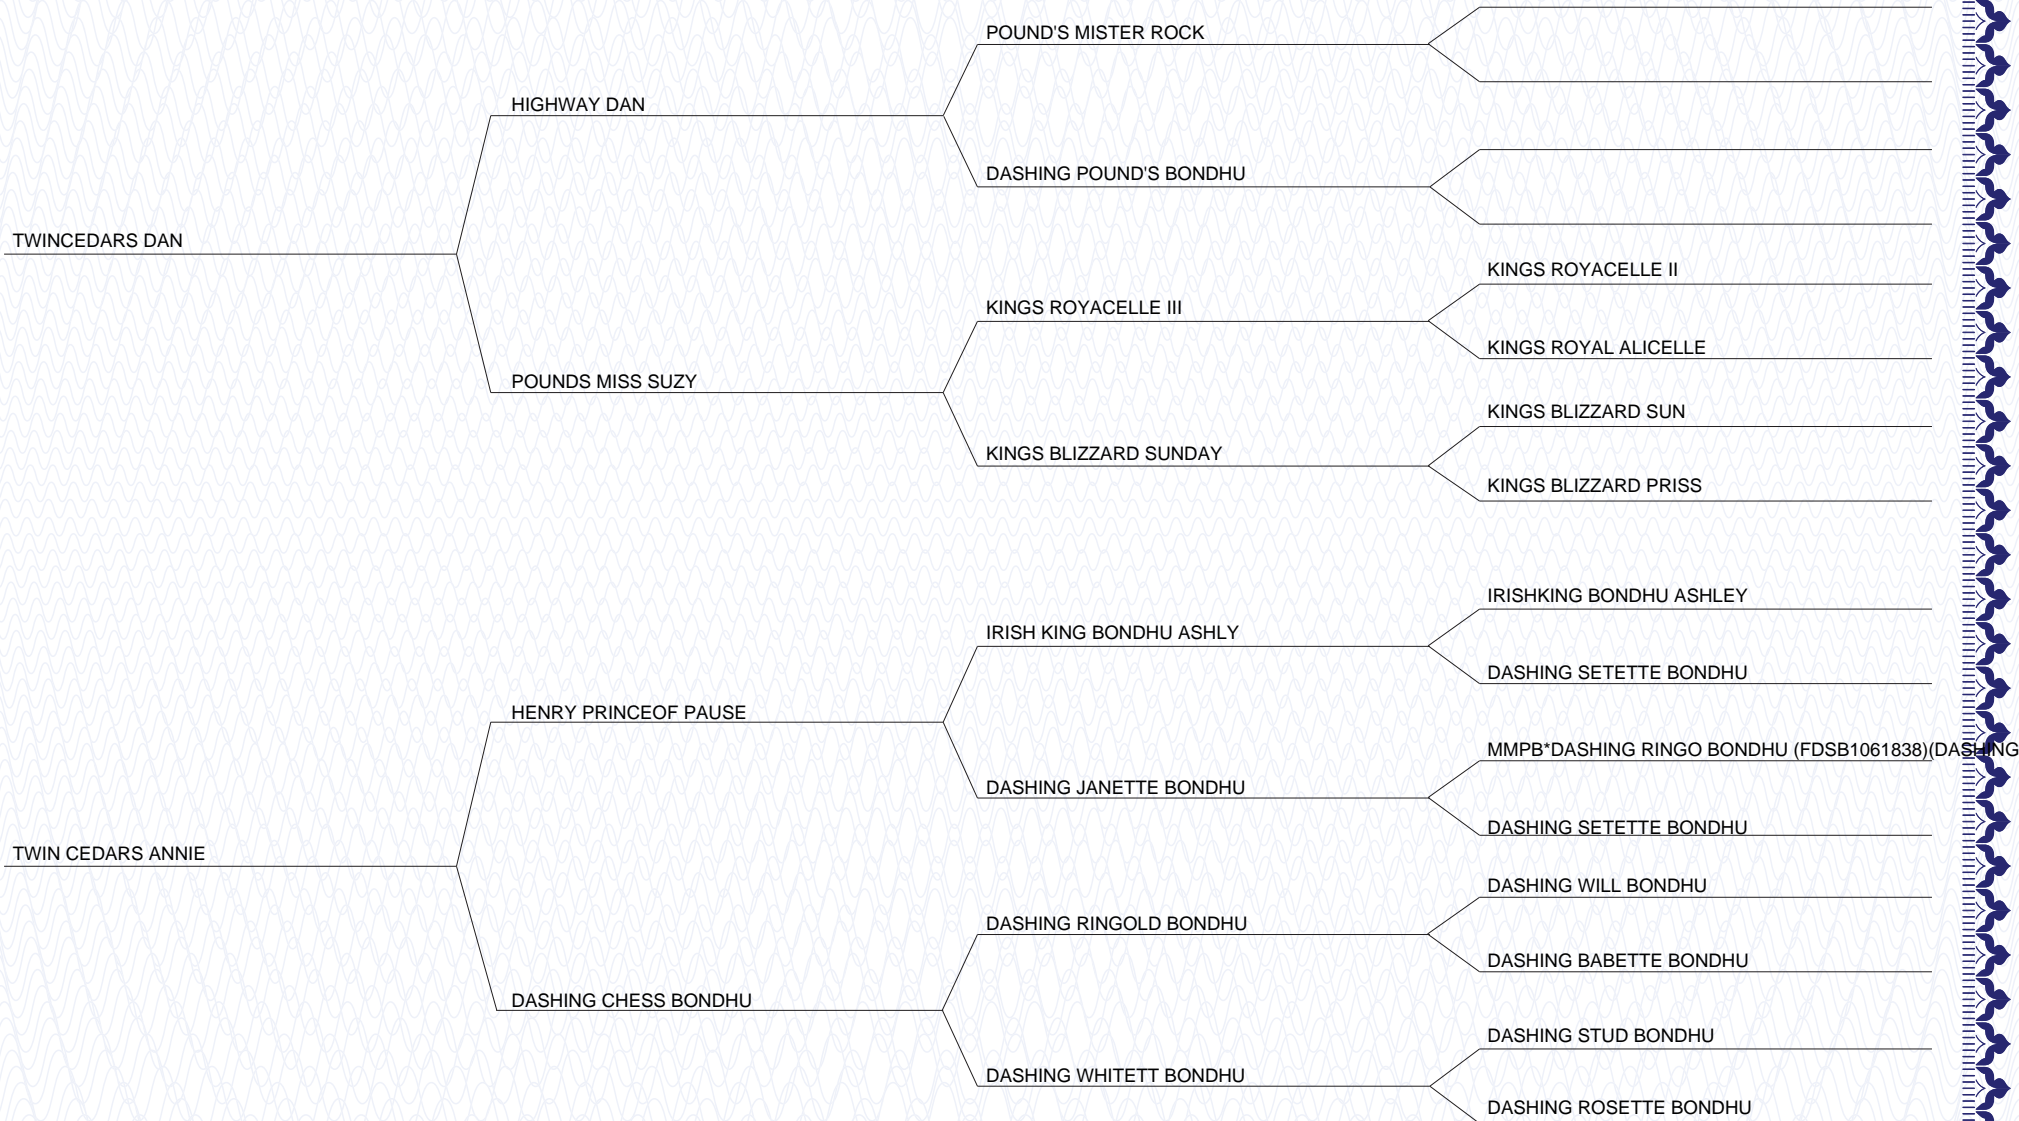 POUND'S MISTER ROCK
HIGHWAY DAN
DASHING POUND'S BONDHU
TWINCEDARS DAN
KINGS ROYACELLE II
KINGS ROYACELLE III
KINGS ROYAL ALICELLE
POUNDS MISS SUZY
KINGS BLIZZARD SUN
KINGS BLIZZARD SUNDAY
KINGS BLIZZARD PRISS
IRISHKING BONDHU ASHLEY
IRISH KING BONDHU ASHLY
DASHING SETETTE BONDHU
HENRY PRINCEOF PAUSE
MMPB*DASHING RINGO BONDHU (FDSB1061838)(DASHING
DASHING JANETTE BONDHU
DASHING SETETTE BONDHU
TWIN CEDARS ANNIE
DASHING WILL BONDHU
DASHING RINGOLD BONDHU
DASHING BABETTE BONDHU
DASHING CHESS BONDHU
DASHING STUD BONDHU
DASHING WHITETT BONDHU
DASHING ROSETTE BONDHU